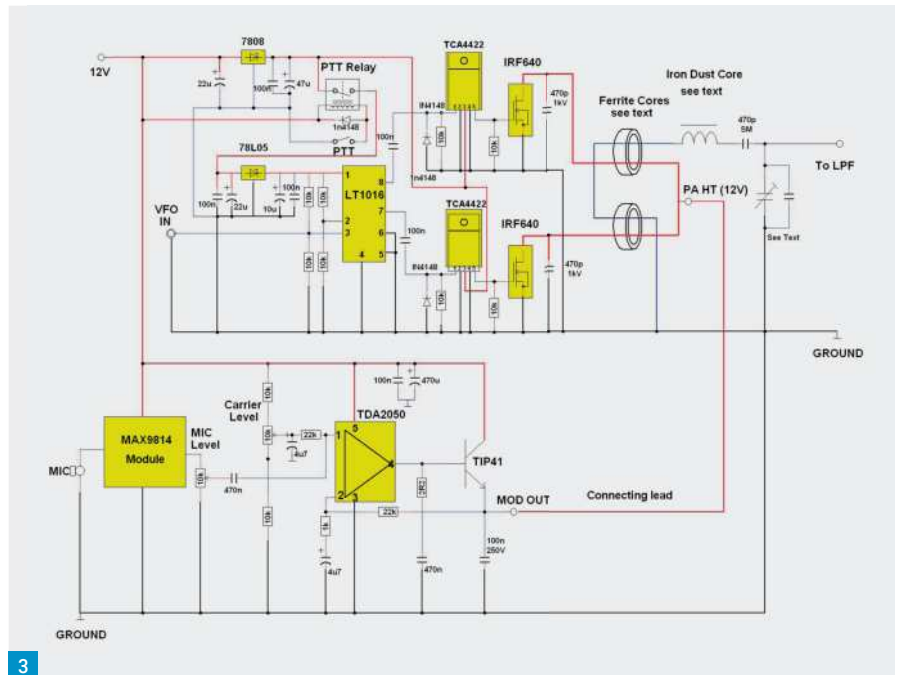 7808
12V
22u
100n
47u
PTT Relay
1n4148
PTT
TCA4422
IRF640
IN4148
10k
10k
470p
1kV
Ferrite Cores
see text
Iron Dust Core
see text
470p
SM
To LPF
PA HT (12V)
See Text
78L05
100n
22u
10u
100n
10k
10k
10k
10k
VFO
IN
LT1016
1
2
3
4
5
6
7
8
100n
100n
1n4148
TCA4422
IRF640
IN4148
10k
10k
470p
1kV
GROUND
MAX9814
Module
MIC
MIC
Level
10k
470n
Carrier
Level
10k
10k
10k
22k
4u7
100n
470u
TDA2050
1
2
3
4
5
TIP41
2R2
22k
1k
4u7
470n
MOD OUT
Connecting lead
100n
250V
GROUND
3